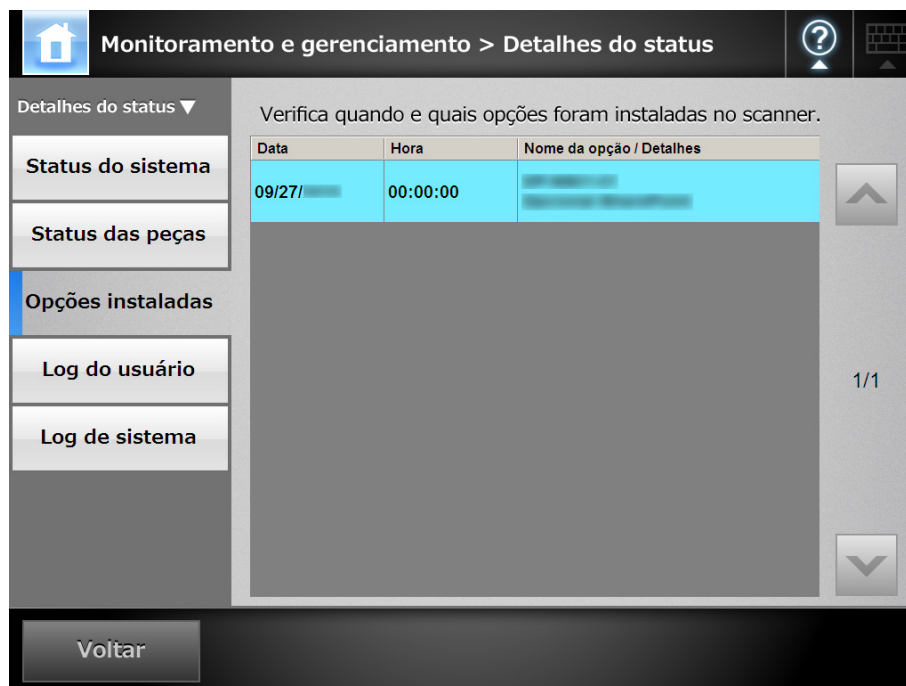 Monitoramento e gerenciamento > Detalhes do status
Detalhes do status ▼
Status do sistema
Status das peças
Opções instaladas
Log do usuário
Log de sistema
Verifica quando e quais opções foram instaladas no scanner.
Data Hora Nome da opção / Detalhes
09/27/ 00:00:00
1/1
Voltar